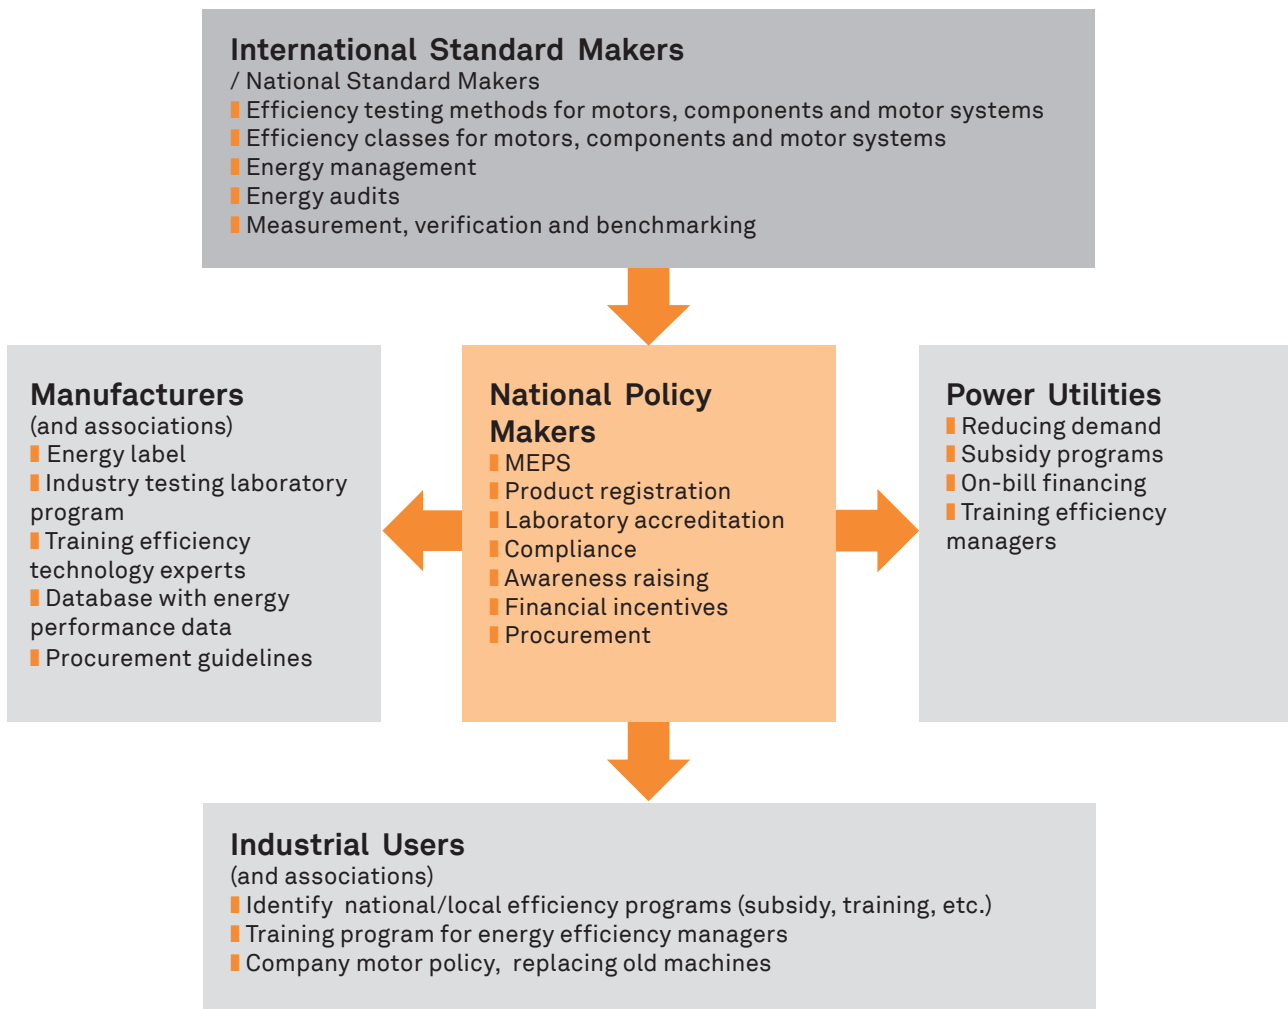 International Standard Makers
/ National Standard Makers
Efficiency testing methods for motors, components and motor systems
Efficiency classes for motors, components and motor systems
Energy management
Energy audits
Measurement, verification and benchmarking
Manufacturers
(and associations)
Energy label
Industry testing laboratory
program
Training efficiency
technology experts
Database with energy
performance data
Procurement guidelines
National Policy
Makers
MEPS
Product registration
Laboratory accreditation
Compliance
Awareness raising
Financial incentives
Procurement
Power Utilities
Reducing demand
Subsidy programs
On-bill financing
Training efficiency
managers
Industrial Users
(and associations)
Identify national/local efficiency programs (subsidy, training, etc.)
Training program for energy efficiency managers
Company motor policy, replacing old machines